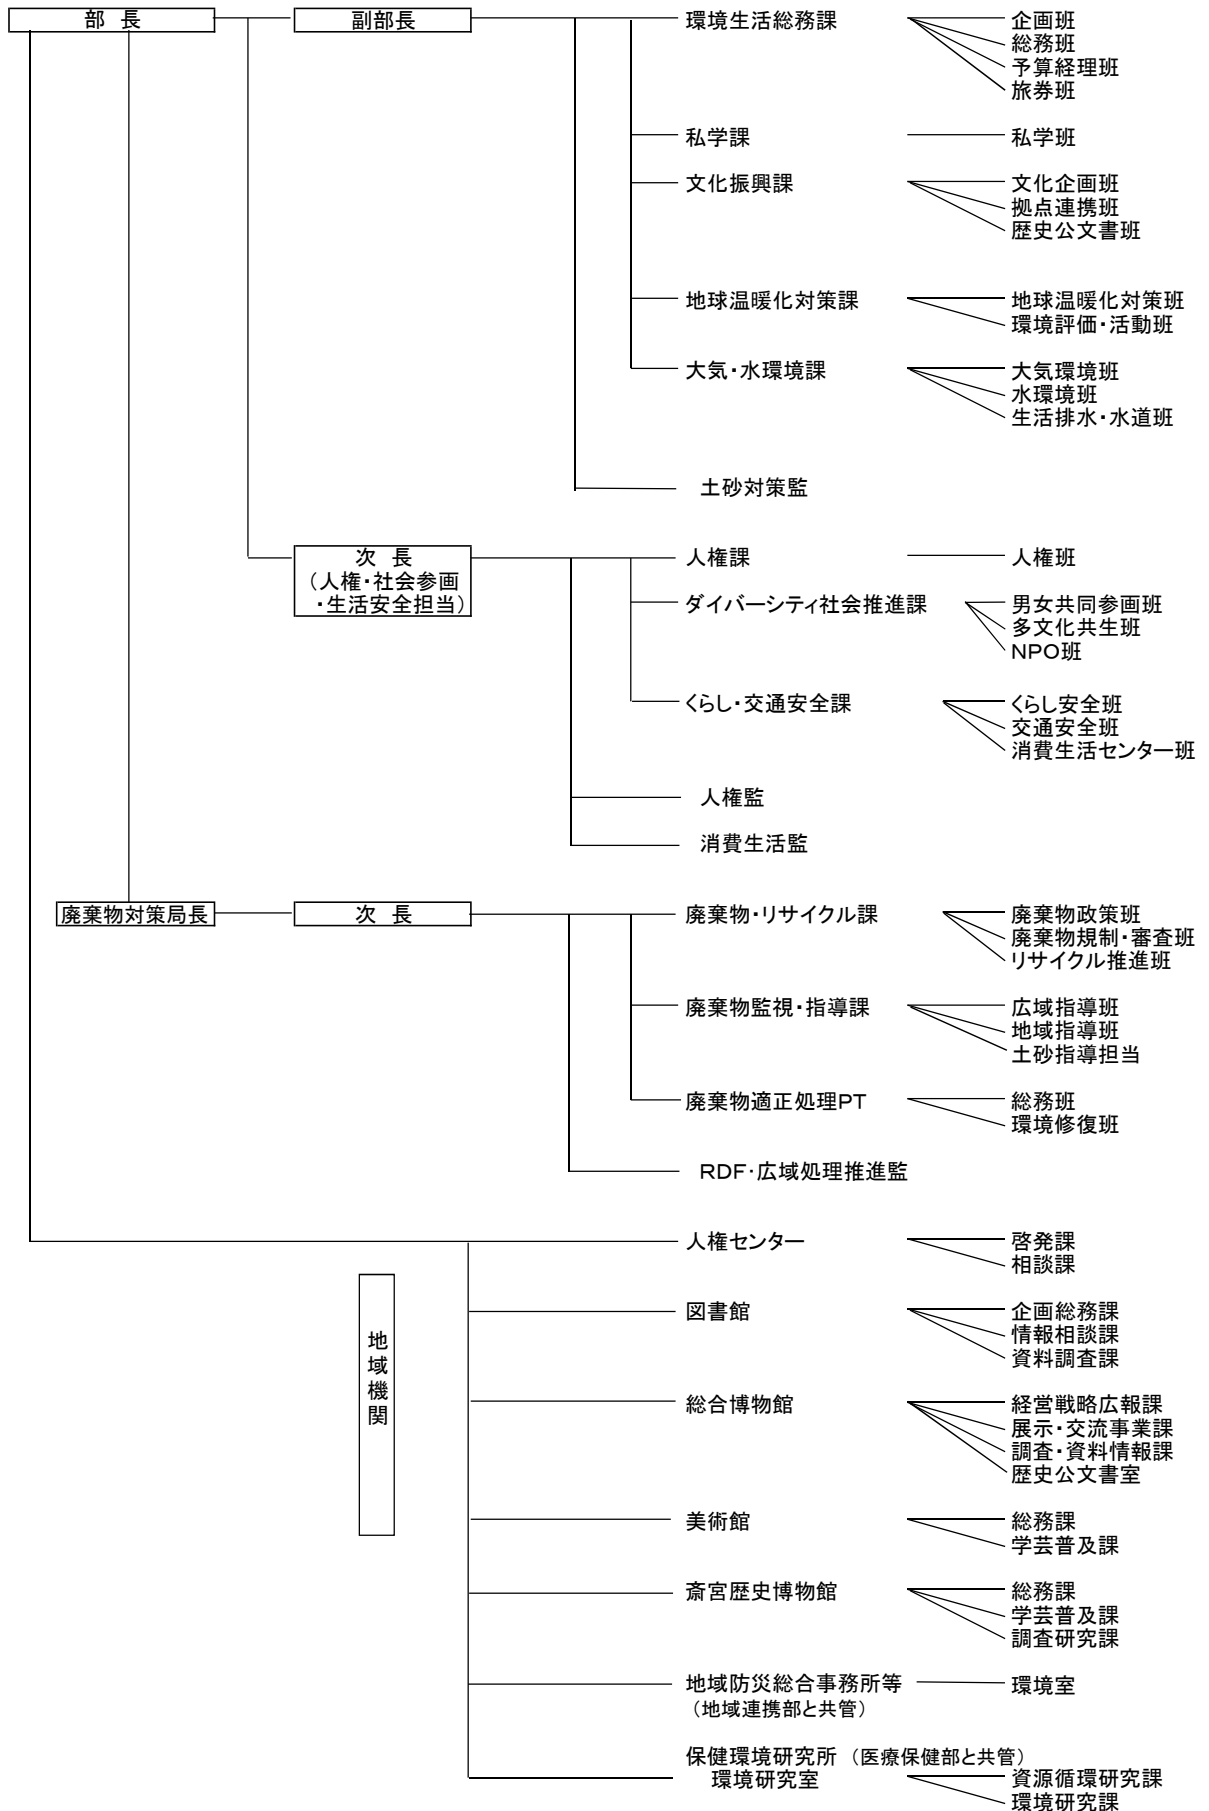 部 長
副部長
環境生活総務課
企画班
総務班
予算経理班
旅券班
私学課
私学班
文化振興課
文化企画班
拠点連携班
歴史公文書班
地球温暖化対策課
地球温暖化対策班
環境評価・活動班
大気・水環境課
大気環境班
水環境班
生活排水・水道班
土砂対策監
次 長
（人権・社会参画
・生活安全担当）
人権課
人権班
ダイバーシティ社会推進課
男女共同参画班
多文化共生班
NPO班
くらし・交通安全課
くらし安全班
交通安全班
消費生活センター班
人権監
消費生活監
廃棄物対策局長
次 長
廃棄物・リサイクル課
廃棄物政策班
廃棄物規制・審査班
リサイクル推進班
廃棄物監視・指導課
広域指導班
地域指導班
土砂指導担当
廃棄物適正処理PT
総務班
環境修復班
RDF・広域処理推進監
地域機関
人権センター
啓発課
相談課
図書館
企画総務課
情報相談課
資料調査課
総合博物館
経営戦略広報課
展示・交流事業課
調査・資料情報課
歴史公文書室
美術館
総務課
学芸普及課
斎宮歴史博物館
総務課
学芸普及課
調査研究課
地域防災総合事務所等
（地域連携部と共管）
環境室
保健環境研究所 （医療保健部と共管）
環境研究室
資源循環研究課
環境研究課